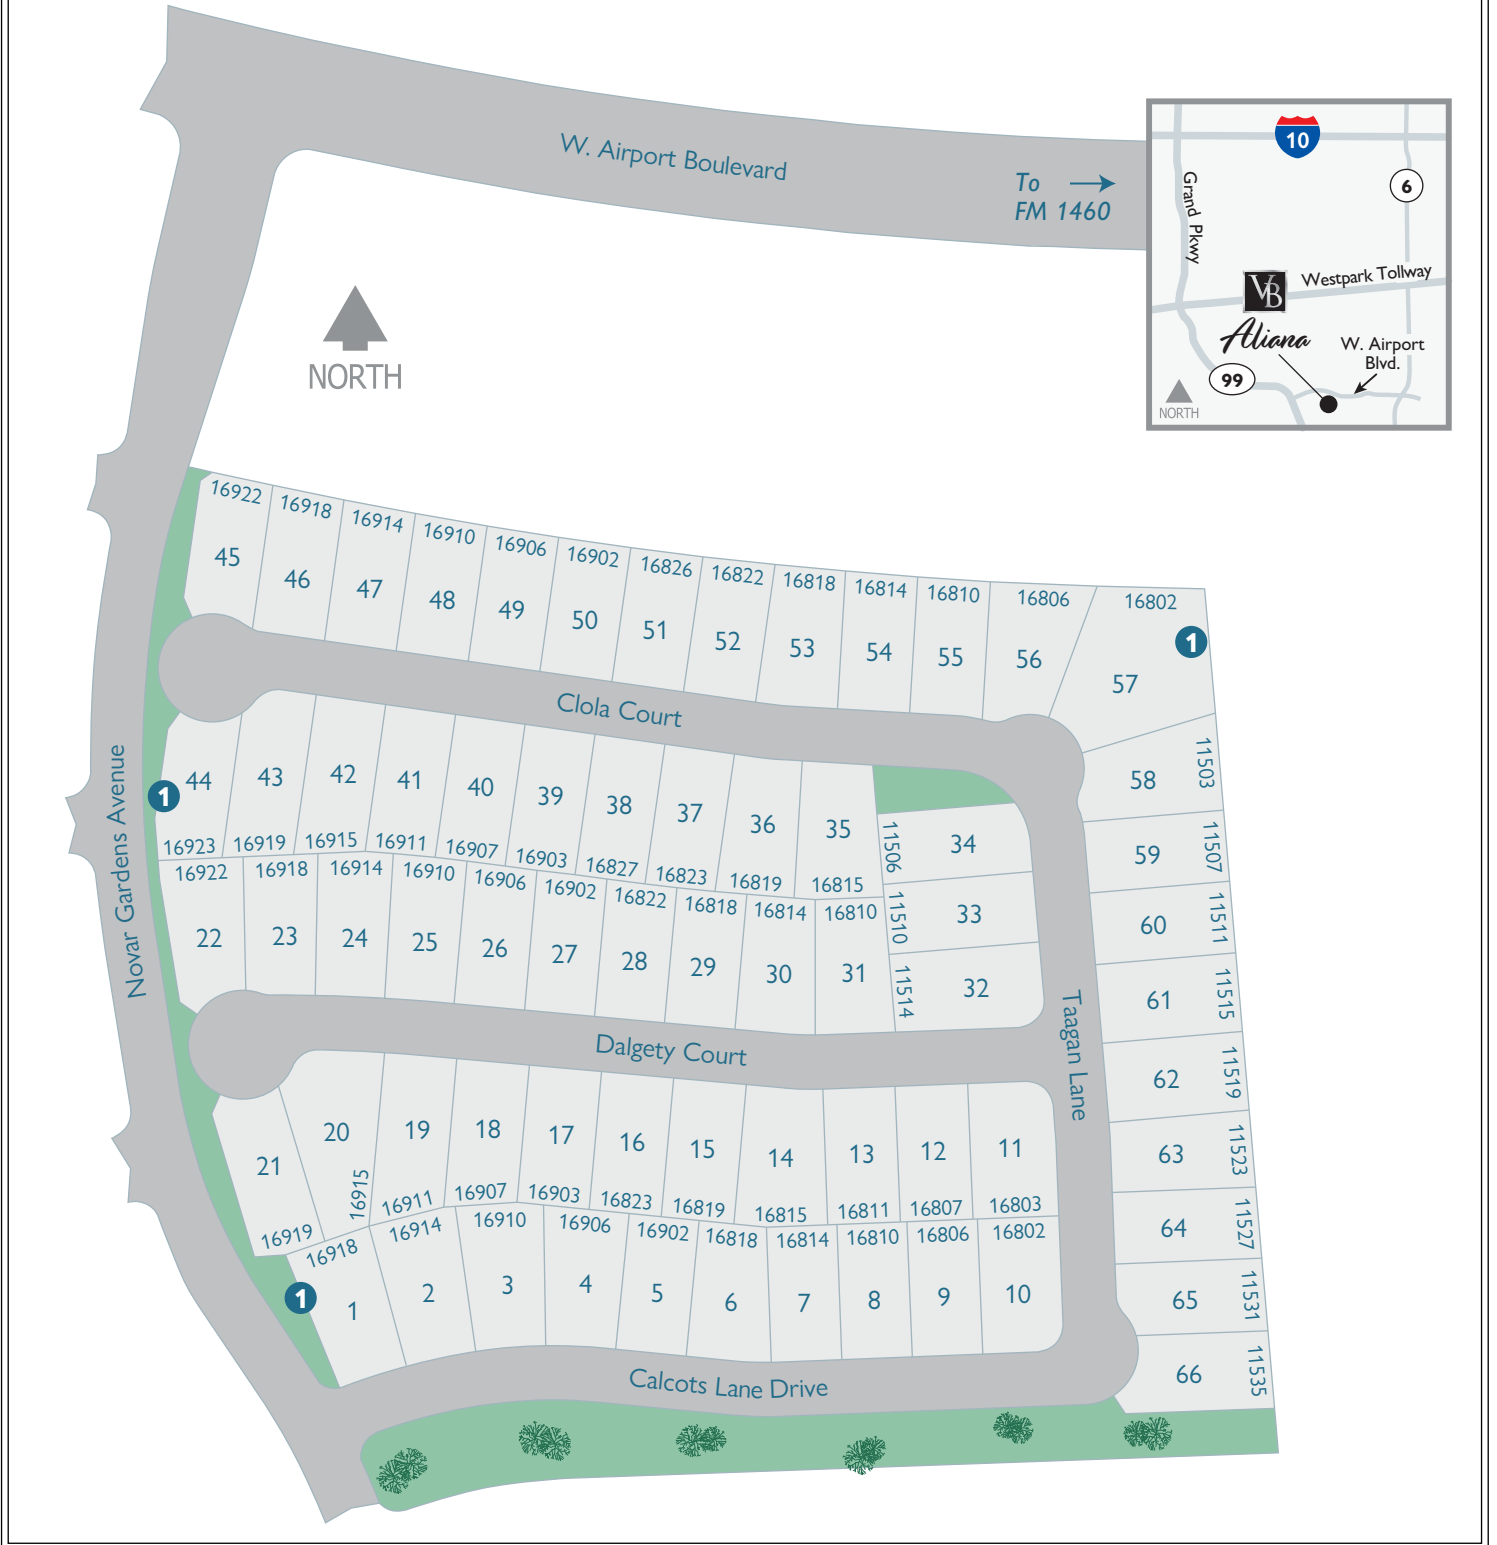 W. Airport Boulevard
To
FM 1460
10
6
Grand Pkwy
Westpark Tollway
VB
Aliana
W. Airport
Blvd.
99
NORTH
NORTH
16922 16918 16914 16910 16906 16902 16826 16822 16818 16814 16810 16806 16802
45 46 47 48 49 50 51 52 53 54 55 56 57
1
Clola Court
44 43 42 41 40 39 38 37 36 35
1
16923 16919 16915 16911 16907 16903 16827 16823 16819 16815
16922 16918 16914 16910 16906 16902 16822 16818 16814 16810
22 23 24 25 26 27 28 29 30 31
11506 34
11510 33
11514 32
Novar Gardens Avenue
Dalgety Court
Taagan Lane
58 11503
59 11507
60 11511
61 11515
62 11519
63 11523
64 11527
65 11531
66 11535
21 20 19 18 17 16 15 14 13 12 11
16919 16915 16911 16907 16903 16823 16819 16815 16811 16807 16803
16918 16914 16910 16906 16902 16818 16814 16810 16806 16802
1
1 2 3 4 5 6 7 8 9 10
Calcots Lane Drive